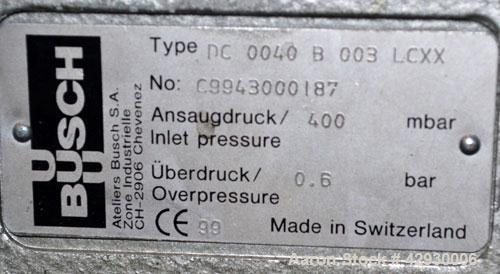 BUSCH
Ateliers Busch S.A.
Zone Industrielle
CH-2906 Chevenez
Type DC 0040 B 003 LCXX
No: C9943000187
Ansaugdruck/ 400 mbar
Inlet pressure
Überdruck/ 0.6 bar
Overpressure
CE 99 Made in Switzerland
Aaron Stock # 42930006